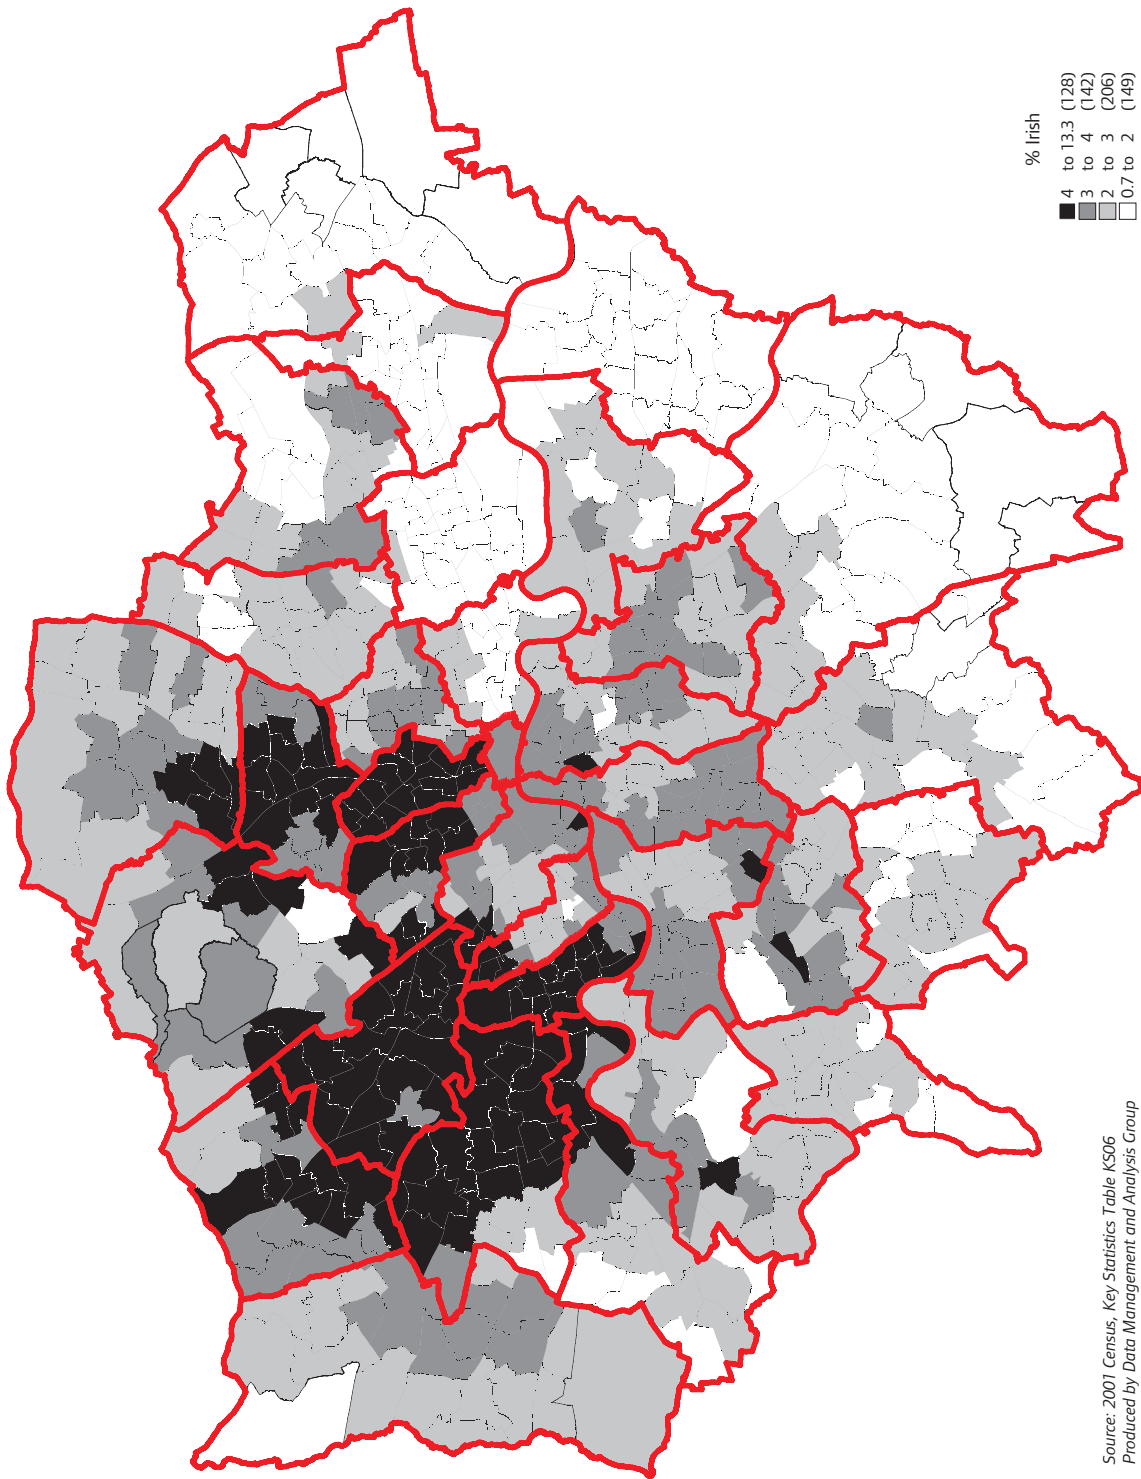 % Irish
4 to 13.3 (128)
3 to 4 (142)
2 to 3 (206)
0.7 to 2 (149)
Source: 2001 Census, Key Statistics Table KS06
Produced by Data Management and Analysis Group